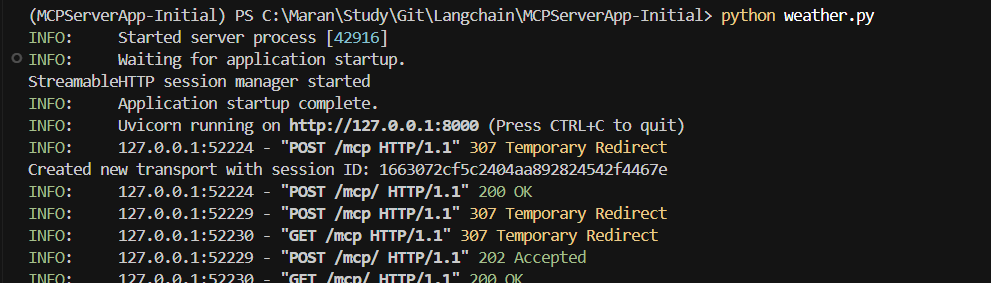 (MCPServerApp-Initial) PS C:\Maran\Study\Git\Langchain\MCPServerApp-Initial> python weather.py
INFO:     Started server process [42916]
INFO:     Waiting for application startup.
StreamableHTTP session manager started
INFO:     Application startup complete.
INFO:     Uvicorn running on http://127.0.0.1:8000 (Press CTRL+C to quit)
INFO:     127.0.0.1:52224 - "POST /mcp HTTP/1.1" 307 Temporary Redirect
Created new transport with session ID: 1663072cf5c2404aa892824542f4467e
INFO:     127.0.0.1:52224 - "POST /mcp/ HTTP/1.1" 200 OK
INFO:     127.0.0.1:52229 - "POST /mcp HTTP/1.1" 307 Temporary Redirect
INFO:     127.0.0.1:52230 - "GET /mcp HTTP/1.1" 307 Temporary Redirect
INFO:     127.0.0.1:52229 - "POST /mcp/ HTTP/1.1" 202 Accepted
INFO:     127.0.0.1:52230 - "GET /mcp/ HTTP/1.1" 200 OK